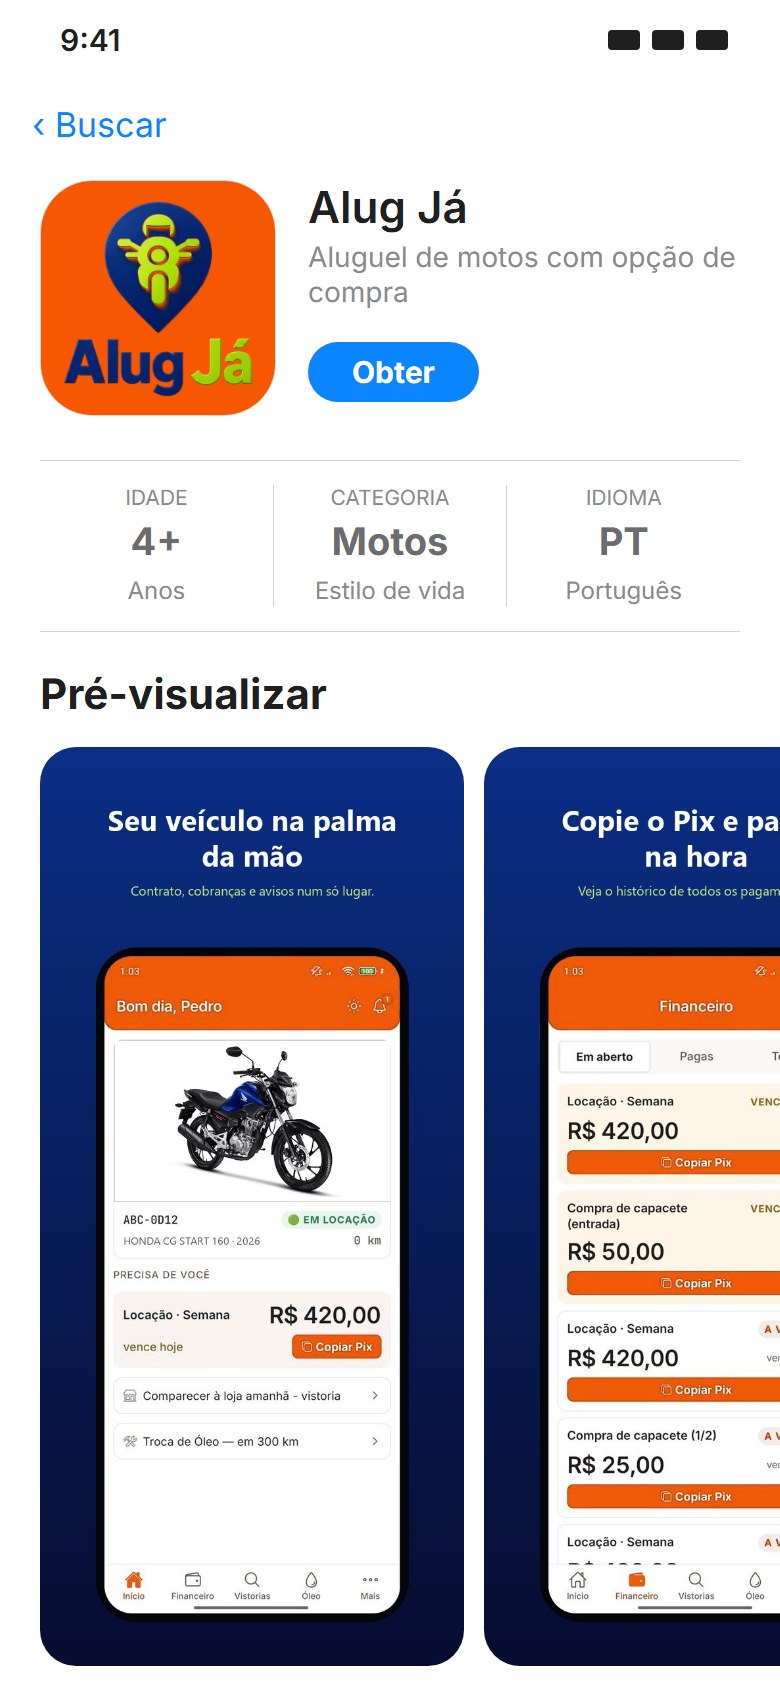 9:41
‹ Buscar
Alug Já
Alug Já
Aluguel de motos com opção de
compra
Obter
IDADE
4+
Anos
CATEGORIA
Motos
Estilo de vida
IDIOMA
PT
Português
Pré-visualizar
Seu veículo na palma
da mão
Contrato, cobranças e avisos num só lugar.
1:03
100
Bom dia, Pedro
1
ABC-0D12
EM LOCAÇÃO
HONDA CG START 160 · 2026
0 km
PRECISA DE VOCÊ
Locação · Semana
R$ 420,00
vence hoje
Copiar Pix
Comparecer à loja amanhã - vistoria
Troca de Óleo — em 300 km
Início
Financeiro
Vistorias
Óleo
Mais
Copie o Pix e pa
na hora
Veja o histórico de todos os pagam
1:03
Financeiro
Em aberto
Pagas
To
Locação · Semana
VENC
R$ 420,00
Copiar Pix
Compra de capacete
(entrada)
VENC
R$ 50,00
Copiar Pix
Locação · Semana
A V
R$ 420,00
ver
Copiar Pix
Compra de capacete (1/2)
A V
R$ 25,00
ver
Copiar Pix
Locação · Semana
A V
Início
Financeiro
Vistorias
Óleo